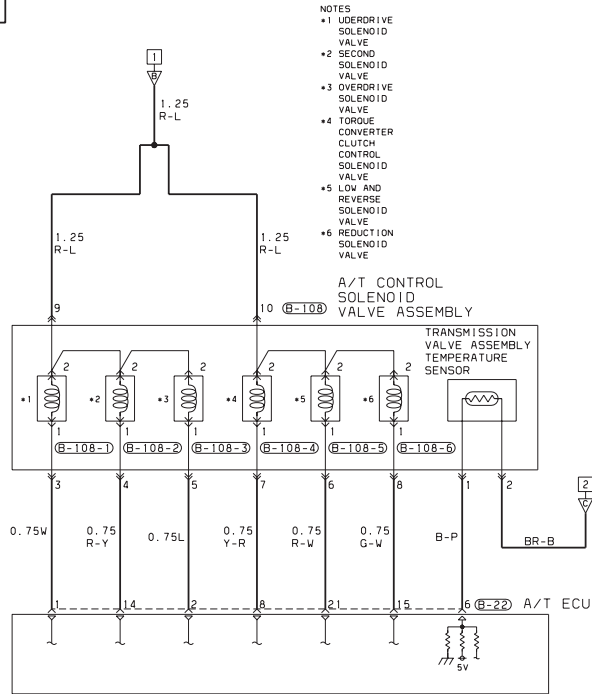 NOTES
*1 UDERDRIVE
SOLENOID
VALVE
*2 SECOND
SOLENOID
VALVE
*3 OVERDRIVE
SOLENOID
VALVE
*4 TORQUE
CONVERTER
CLUTCH
CONTROL
SOLENOID
VALVE
*5 LOW AND
REVERSE
SOLENOID
VALVE
*6 REDUCTION
SOLENOID
VALVE
1
B
1.25
R-L
1.25
R-L
1.25
R-L
A/T CONTROL
SOLENOID
VALVE ASSEMBLY
9
10
B-108
TRANSMISSION
VALVE ASSEMBLY
TEMPERATURE
SENSOR
2 2 2 2 2 2
*1 *2 *3 *4 *5 *6
1 1 1 1 1 1
B-108-1 B-108-2 B-108-3 B-108-4 B-108-5 B-108-6
3 4 5 7 6 8 1 2
2
C
0.75W
0.75
R-Y
0.75L
0.75
Y-R
0.75
R-W
0.75
G-W
B-P
BR-B
1 14 2 8 21 15 6 B-22 A/T ECU
5V